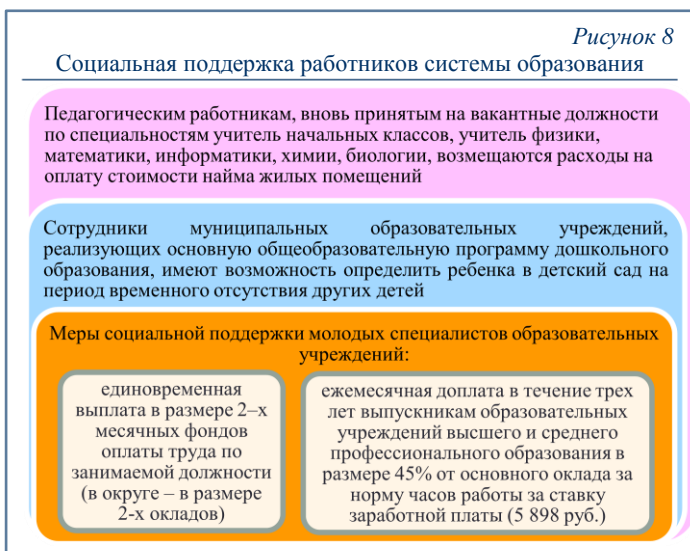 Рисунок 8
Социальная поддержка работников системы образования
Педагогическим работникам, вновь принятым на вакантные должности
по специальностям учитель начальных классов, учитель физики,
математики, информатики, химии, биологии, возмещаются расходы на
оплату стоимости найма жилых помещений
Сотрудники муниципальных образовательных учреждений,
реализующих основную общеобразовательную программу дошкольного
образования, имеют возможность определить ребенка в детский сад на
период временного отсутствия других детей
Меры социальной поддержки молодых специалистов образовательных
учреждений:
единовременная
выплата в размере 2–х
месячных фондов
оплаты труда по
занимаемой должности
(в округе – в размере
2-х окладов)
ежемесячная доплата в течение трех
лет выпускникам образовательных
учреждений высшего и среднего
профессионального образования в
размере 45% от основного оклада за
норму часов работы за ставку
заработной платы (5 898 руб.)